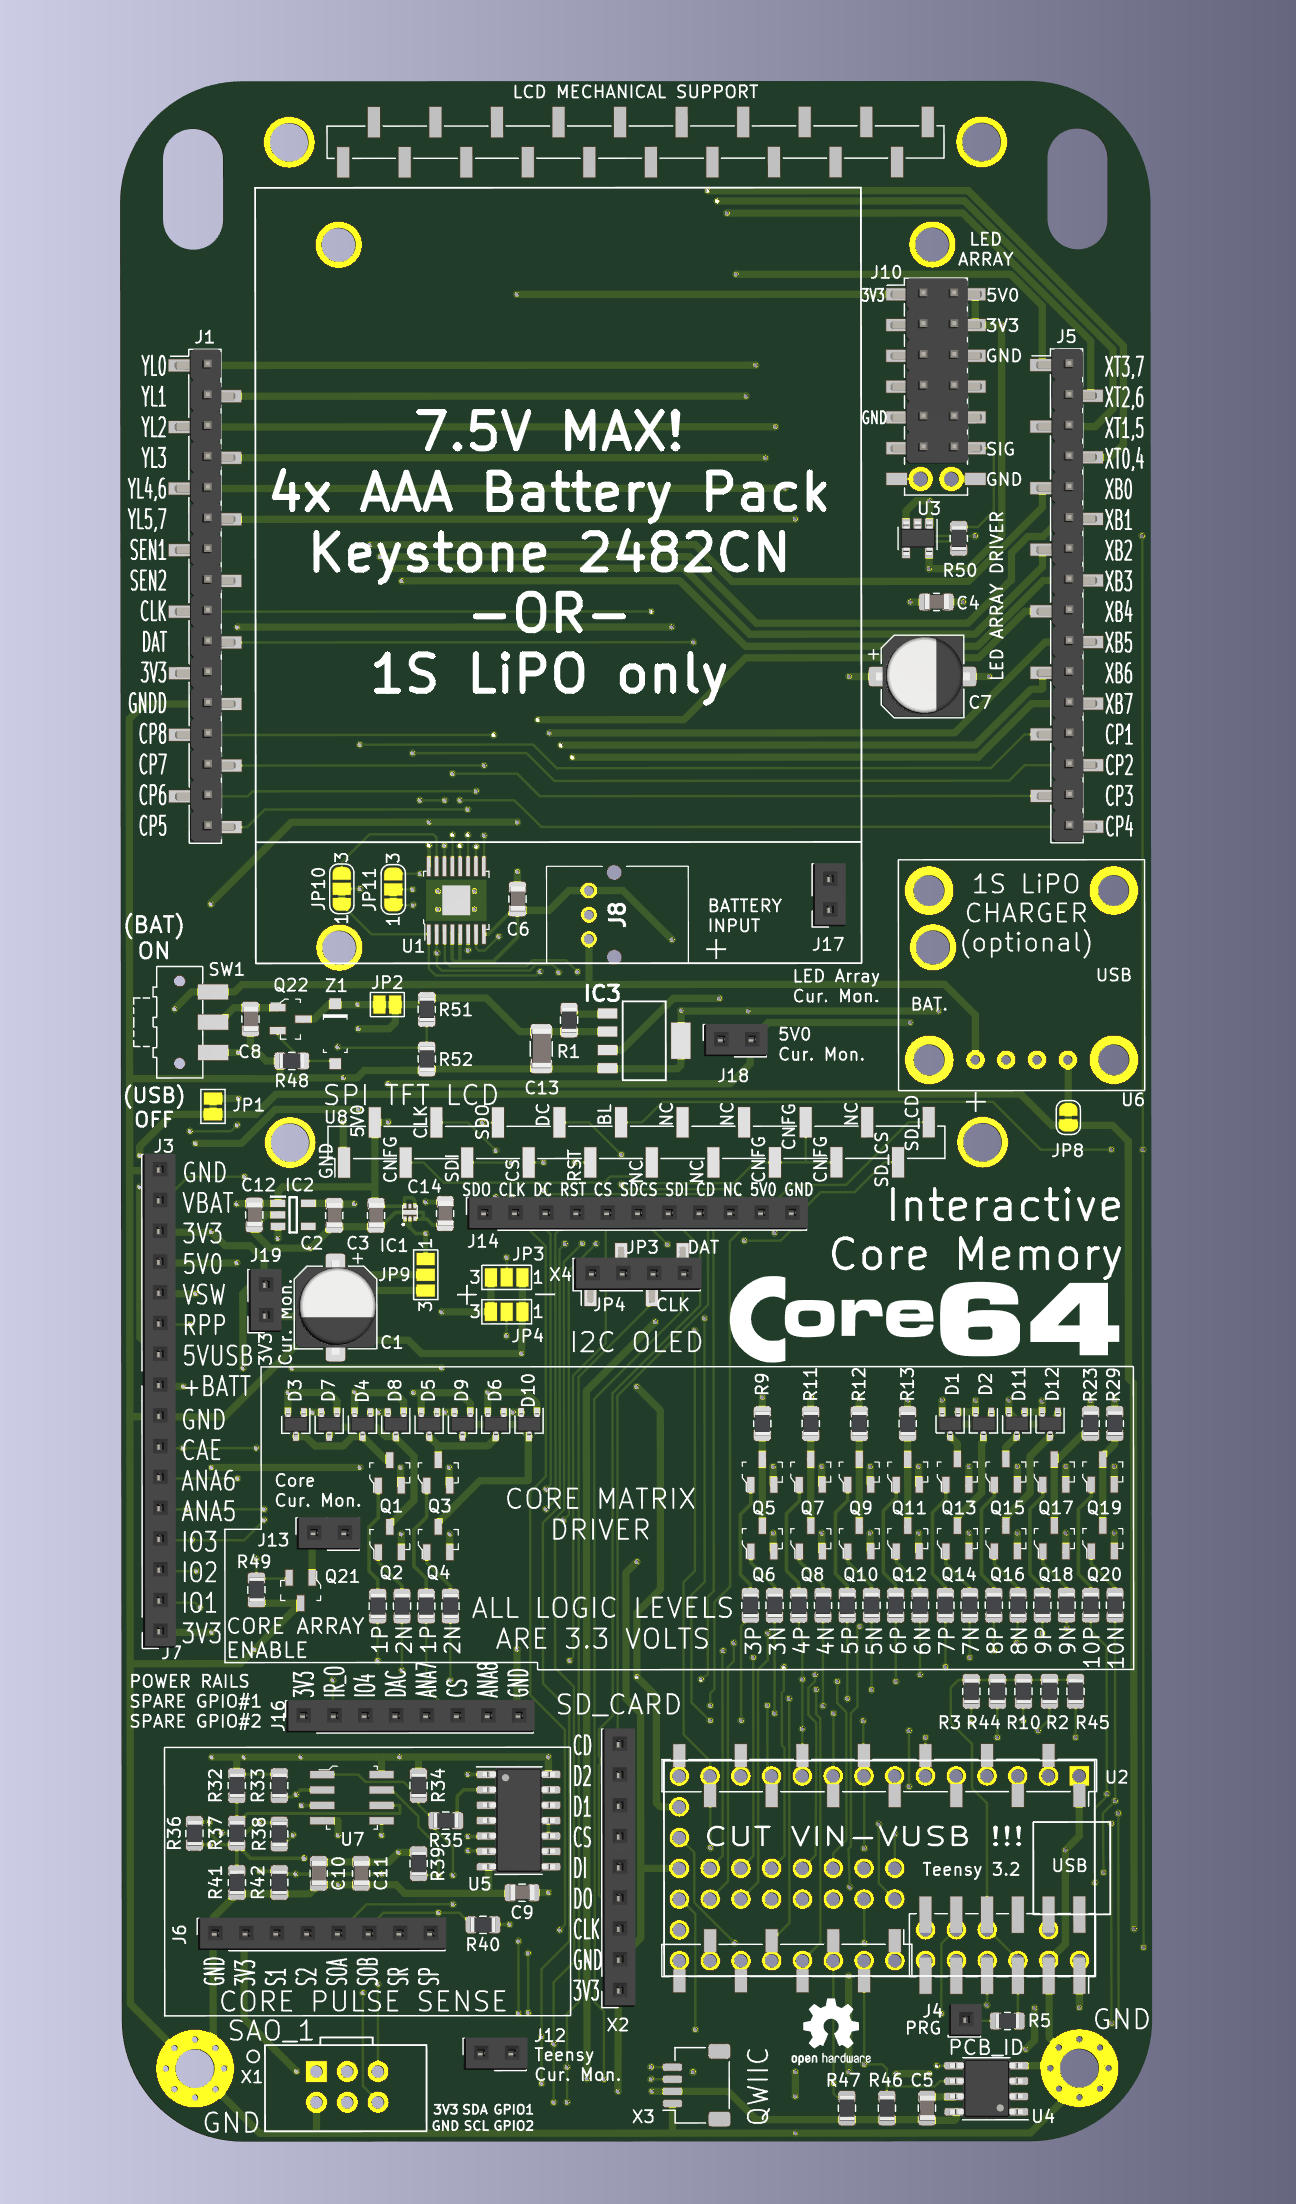 LCD MECHANICAL SUPPORT
LED
ARRAY
J10
3V3
5V0
3V3
GND
GND
SIG
GND
J1
YL0
YL1
YL2
YL3
YL4,6
YL5,7
SEN1
SEN2
CLK
DAT
3V3
GNDD
CP8
CP7
CP6
CP5
J5
XT3,7
XT2,6
XT1,5
XT0,4
XB0
XB1
XB2
XB3
XB4
XB5
XB6
XB7
CP1
CP2
CP3
CP4
7.5V MAX!
4x AAA Battery Pack
Keystone 2482CN
-OR-
1S LiPO only
U3
R50
C4
LED ARRAY DRIVER
+
C7
JP10
3
1
JP11
3
1
U1
C6
J8
BATTERY
INPUT
+
J17
1S LiPO
CHARGER
(optional)
USB
BAT.
+
U6
JP8
(BAT)
ON
SW1
(USB)
OFF
Q22
Z1
JP2
R51
C8
R48
R52
IC3
R1
C13
LED Array
Cur. Mon.
J18
5V0
Cur. Mon.
JP1
SPI TFT LCD
U8
5V0
CLK
SDO
DC
BL
NC
NC
CNFG
NC
SD_CD
GND
CNFG
SDI
CS
RST
NC
NC
CNFG
CNFG
SD_CS
J3
GND
VBAT
3V3
5V0
VSW
RPP
5VUSB
+BATT
GND
CAE
ANA6
ANA5
IO3
IO2
IO1
3V3
J7
C12
IC2
C2
C3
IC1
C14
SDO CLK DC RST CS SDCS SDI CD NC 5V0 GND
J14
J19
3V3
Cur. Mon.
+
C1
JP9
1
3
JP3
3
1
+
-
3
1
JP4
X4
JP3
DAT
JP4
CLK
I2C OLED
Interactive
Core Memory
Core64
D3
D7
D4
D8
D5
D9
D6
D10
R9
R11
R12
R13
D1
D2
D11
D12
R23
R29
Core
Cur. Mon.
J13
Q1
Q3
Q2
Q4
R49
Q21
CORE ARRAY
ENABLE
1P
2N
1P
2N
CORE MATRIX
DRIVER
ALL LOGIC LEVELS
ARE 3.3 VOLTS
Q5
Q7
Q9
Q11
Q13
Q15
Q17
Q19
Q6
Q8
Q10
Q12
Q14
Q16
Q18
Q20
3P
3N
4P
4N
5P
5N
6P
6N
7P
7N
8P
8N
9P
9N
10P
10N
POWER RAILS
SPARE GPIO#1
SPARE GPIO#2
J16
3V3
IR_O
IO4
DAC
ANA7
CS
ANA8
GND
SD_CARD
CD
D2
D1
CS
DI
DO
CLK
GND
3V3
X2
R3 R44 R10 R2 R45
R32
R33
R34
R36
R37
R38
U7
R35
R41
R42
C10
C11
R39
U5
C9
R40
J6
GND
3V3
S1
S2
SOA
SOB
SR
SP
CORE PULSE SENSE
U2
CUT VIN-VUSB !!!
Teensy 3.2
USB
SAO_1
X1
GND
3V3 SDA GPIO1
GND SCL GPIO2
J12
Teensy
Cur. Mon.
X3
QWIIC
open hardware
J4
PRG
R5
GND
PCB_ID
R47 R46 C5
U4